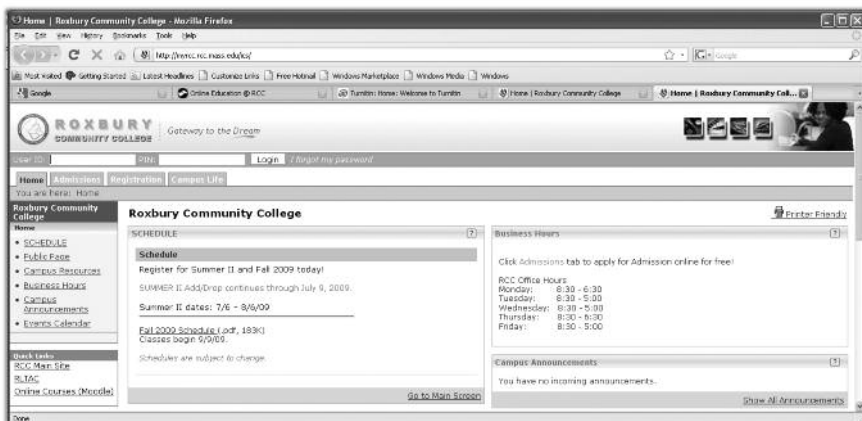 Home | Roxbury Community College - Mozilla Firefox
File Edit View History Bookmarks Tools Help
http://myrcc.rcc.mass.edu/ics/
Google
Most Visited Getting Started Latest Headlines Customize Links Free Hotmail Windows Marketplace Windows Media Windows
Google Online Education @ RCC Turnitin: Home: Welcome to Turnitin Home | Roxbury Community College Home | Roxbury Community Coll...
ROXBURY
COMMUNITY COLLEGE
Gateway to the Dream
User ID: PIN: Login I forgot my password
Home Admissions Registration Campus Life
You are here: Home
Roxbury Community College
Home
• SCHEDULE
• Public Page
• Campus Resources
• Business Hours
• Campus Announcements
• Events Calendar
Quick Links
RCC Main Site
RLTAC
Online Courses (Moodle)
Roxbury Community College
Printer Friendly
SCHEDULE
Schedule
Register for Summer II and Fall 2009 today!
SUMMER II Add/Drop continues through July 9, 2009.
Summer II dates: 7/6 - 8/6/09
Fall 2009 Schedule (.pdf, 183K)
Classes begin 9/9/09.
Schedules are subject to change.
Go to Main Screen
Business Hours
Click Admissions tab to apply for Admission online for free!
RCC Office Hours
Monday: 8:30 - 6:30
Tuesday: 8:30 - 5:00
Wednesday: 8:30 - 5:00
Thursday: 8:30 - 6:30
Friday: 8:30 - 5:00
Campus Announcements
You have no incoming announcements.
Show All Announcements
Done